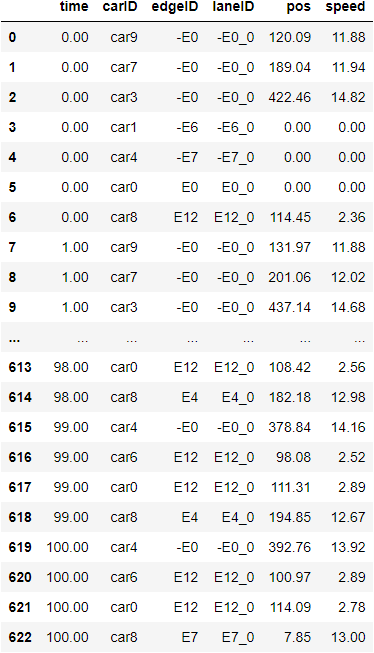 time carID edgeID laneID pos speed
0 0.00 car9 -E0 -E0_0 120.09 11.88
1 0.00 car7 -E0 -E0_0 189.04 11.94
2 0.00 car3 -E0 -E0_0 422.46 14.82
3 0.00 car1 -E6 -E6_0 0.00 0.00
4 0.00 car4 -E7 -E7_0 0.00 0.00
5 0.00 car0 E0 E0_0 0.00 0.00
6 0.00 car8 E12 E12_0 114.45 2.36
7 1.00 car9 -E0 -E0_0 131.97 11.88
8 1.00 car7 -E0 -E0_0 201.06 12.02
9 1.00 car3 -E0 -E0_0 437.14 14.68
... ... ... ... ... ... ...
613 98.00 car0 E12 E12_0 108.42 2.56
614 98.00 car8 E4 E4_0 182.18 12.98
615 99.00 car4 -E0 -E0_0 378.84 14.16
616 99.00 car6 E12 E12_0 98.08 2.52
617 99.00 car0 E12 E12_0 111.31 2.89
618 99.00 car8 E4 E4_0 194.85 12.67
619 100.00 car4 -E0 -E0_0 392.76 13.92
620 100.00 car6 E12 E12_0 100.97 2.89
621 100.00 car0 E12 E12_0 114.09 2.78
622 100.00 car8 E7 E7_0 7.85 13.00